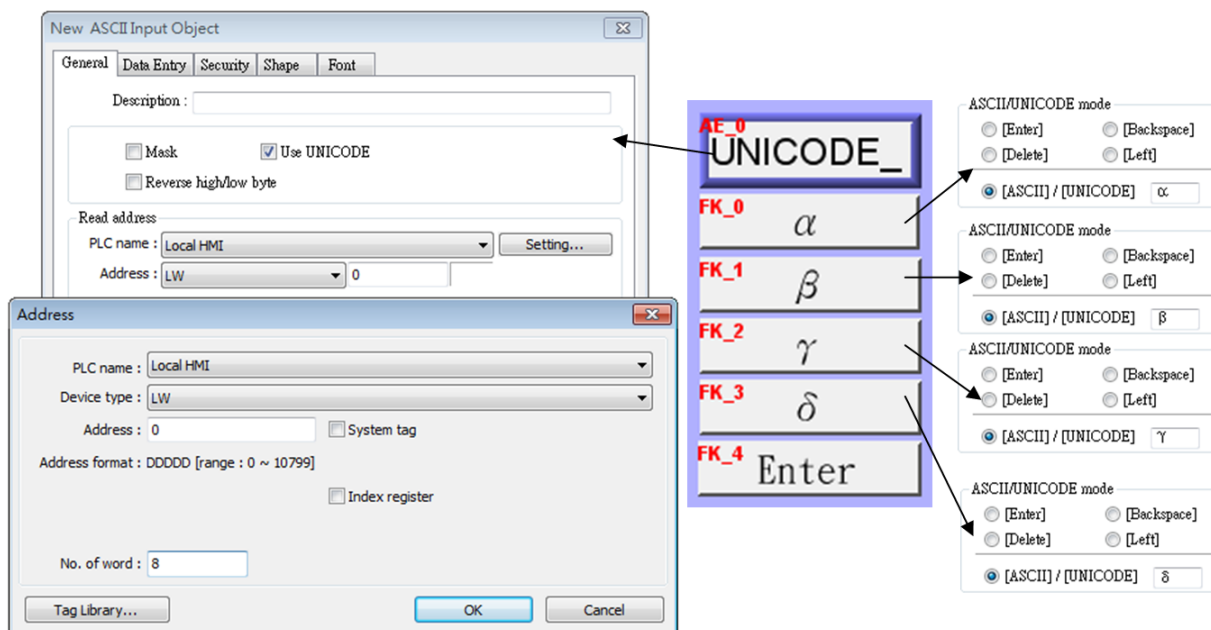 New ASCII Input Object
General Data Entry Security Shape Font
Description :
Mask Use UNICODE
Reverse high/low byte
Read address
PLC name : Local HMI Setting...
Address : LW 0
Address
PLC name : Local HMI
Device type : LW
Address : 0 System tag
Address format : DDDDD [range : 0 ~ 10799]
Index register
No. of word : 8
Tag Library... OK Cancel
AE_0
UNICODE_
FK_0
α
FK_1
β
FK_2
γ
FK_3
δ
FK_4
Enter
ASCII/UNICODE mode
[Enter] [Backspace]
[Delete] [Left]
[ASCII] / [UNICODE] α
ASCII/UNICODE mode
[Enter] [Backspace]
[Delete] [Left]
[ASCII] / [UNICODE] β
ASCII/UNICODE mode
[Enter] [Backspace]
[Delete] [Left]
[ASCII] / [UNICODE] γ
ASCII/UNICODE mode
[Enter] [Backspace]
[Delete] [Left]
[ASCII] / [UNICODE] δ